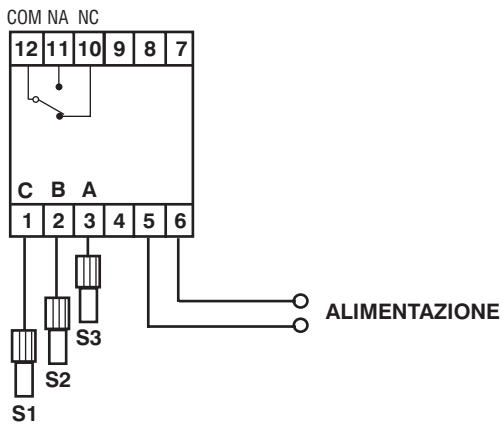 COM NA NC
12 11 10 9 8 7
C B A
1 2 3 4 5 6
ALIMENTAZIONE
S3
S2
S1